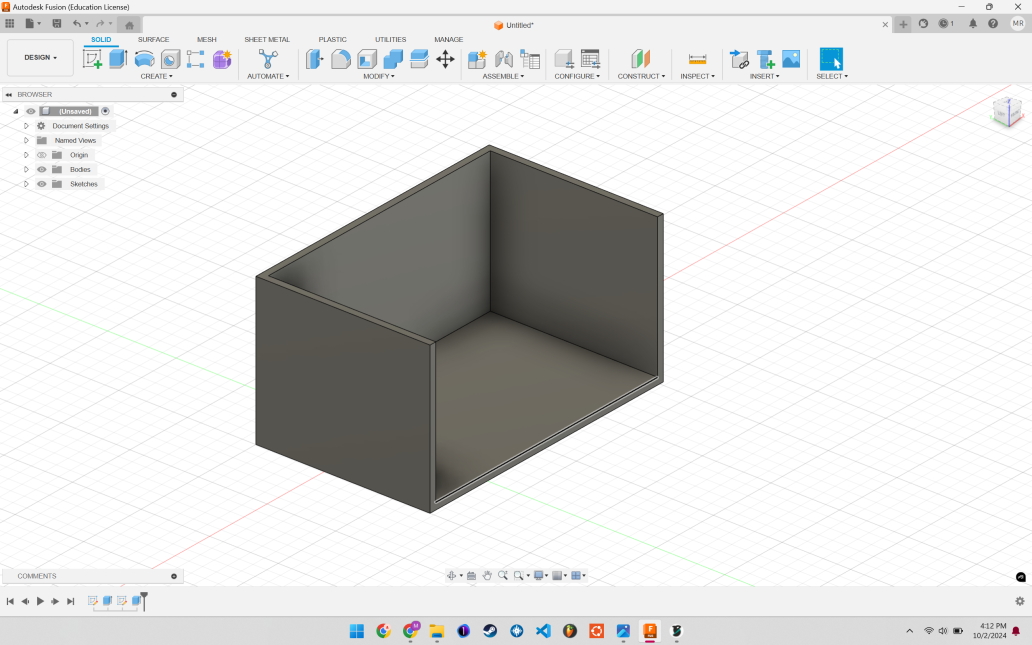 Autodesk Fusion (Education License)
Untitled*
1
MR
DESIGN
SOLID SURFACE MESH SHEET METAL PLASTIC UTILITIES MANAGE
CREATE AUTOMATE MODIFY ASSEMBLE CONFIGURE CONSTRUCT INSPECT INSERT SELECT
BROWSER
(Unsaved)
Document Settings
Named Views
Origin
Bodies
Sketches
COMMENTS
4:12 PM
10/2/2024